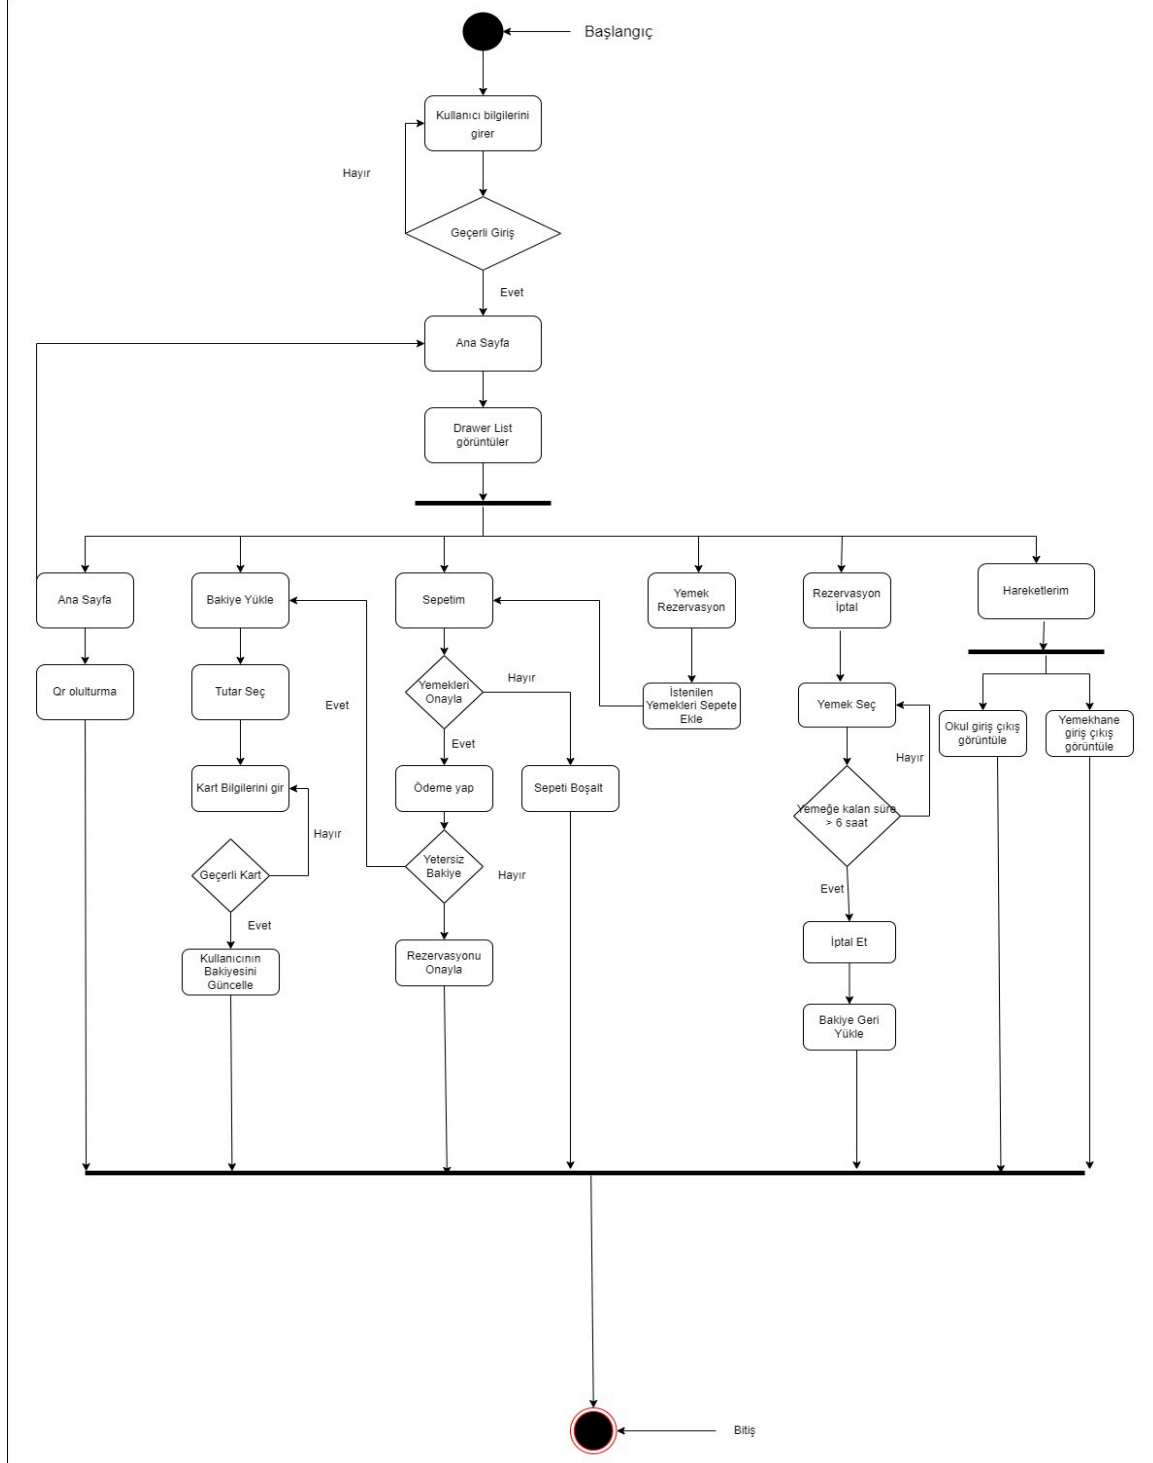 Başlangıç
Kullanıcı bilgilerini
girer
Hayır
Geçerli Giriş
Evet
Ana Sayfa
Drawer List
görüntüler
Ana Sayfa
Bakiye Yükle
Sepetim
Yemek
Rezervasyon
Rezervasyon
İptal
Hareketlerim
Qr olulturma
Tutar Seç
Evet
Yemekleri
Onayla
Hayır
İstenilen
Yemekleri Sepete
Ekle
Yemek Seç
Okul giriş çıkış
görüntüle
Yemekhane
giriş çıkış
görüntüle
Evet
Hayır
Kart Bilgilerini gir
Ödeme yap
Sepeti Boşalt
Yemeğe kalan süre
> 6 saat
Hayır
Geçerli Kart
Yetersiz
Bakiye
Hayır
Evet
Evet
Kullanıcının
Bakiyesini
Güncelle
Rezervasyonu
Onayla
İptal Et
Bakiye Geri
Yükle
Bitiş